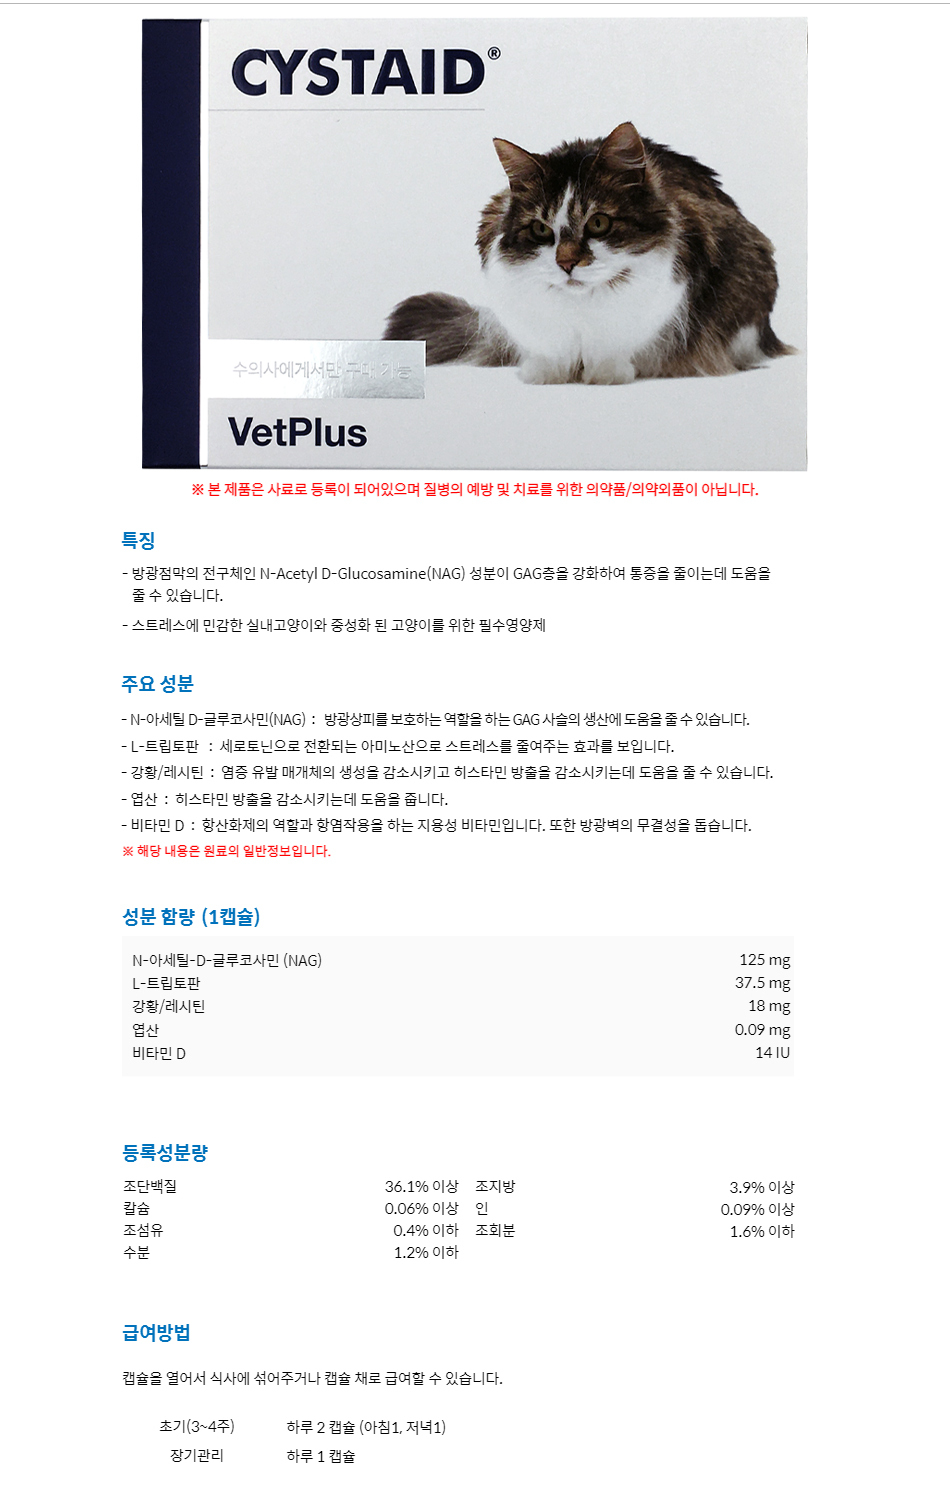 CYSTAID®
수의사에게서만 구매 가능
VetPlus
※ 본 제품은 사료로 등록이 되어있으며 질병의 예방 및 치료를 위한 의약품/의약외품이 아닙니다.
특징
- 방광점막의 전구체인 N-Acetyl D-Glucosamine(NAG) 성분이 GAG층을 강화하여 통증을 줄이는데 도움을
줄 수 있습니다.
- 스트레스에 민감한 실내고양이와 중성화 된 고양이를 위한 필수영양제
주요 성분
- N-아세틸 D-글루코사민(NAG) : 방광상피를 보호하는 역할을 하는 GAG 사슬의 생산에 도움을 줄 수 있습니다.
- L-트립토판 : 세로토닌으로 전환되는 아미노산으로 스트레스를 줄여주는 효과를 보입니다.
- 강황/레시틴 : 염증 유발 매개체의 생성을 감소시키고 히스타민 방출을 감소시키는데 도움을 줄 수 있습니다.
- 엽산 : 히스타민 방출을 감소시키는데 도움을 줍니다.
- 비타민 D : 항산화제의 역할과 항염작용을 하는 지용성 비타민입니다. 또한 방광벽의 무결성을 돕습니다.
※ 해당 내용은 원료의 일반정보입니다.
성분 함량 (1캡슐)
N-아세틸-D-글루코사민 (NAG) 125 mg
L-트립토판 37.5 mg
강황/레시틴 18 mg
엽산 0.09 mg
비타민 D 14 IU
등록성분량
조단백질 36.1% 이상 조지방 3.9% 이상
칼슘 0.06% 이상 인 0.09% 이상
조섬유 0.4% 이하 조회분 1.6% 이하
수분 1.2% 이하
급여방법
캡슐을 열어서 식사에 섞어주거나 캡슐 채로 급여할 수 있습니다.
초기(3~4주) 하루 2 캡슐 (아침1, 저녁1)
장기관리 하루 1 캡슐